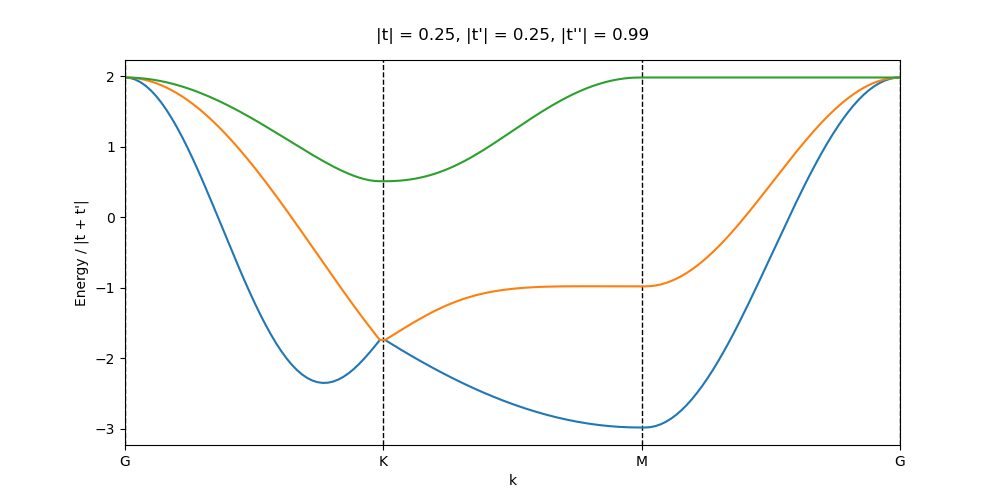 |t| = 0.25, |t'| = 0.25, |t''| = 0.99
Energy / |t + t'|
2
1
0
−1
−2
−3
G K M G
k